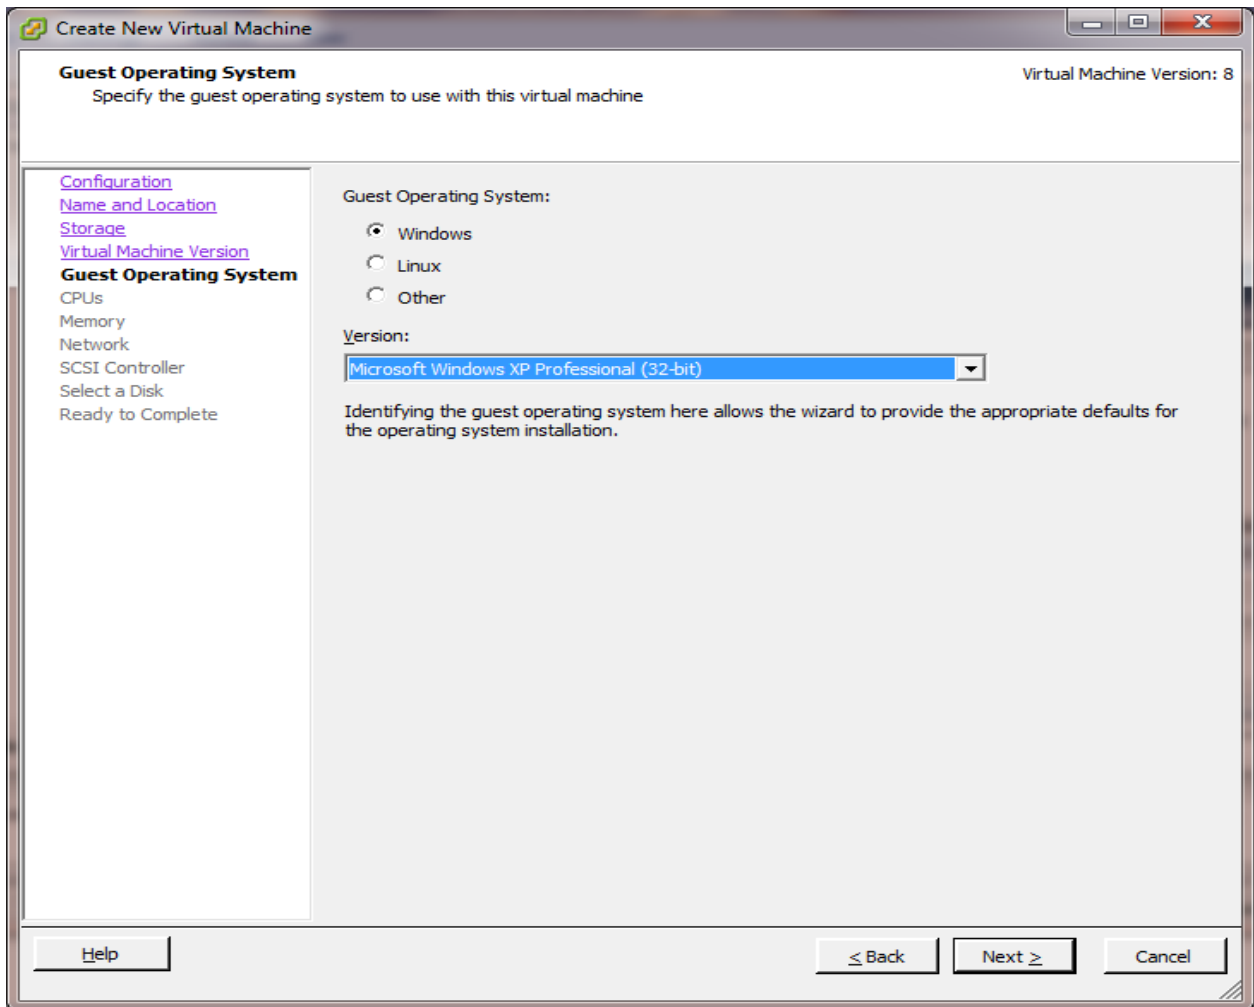 Create New Virtual Machine
Guest Operating System
Virtual Machine Version: 8
Specify the guest operating system to use with this virtual machine
Configuration
Name and Location
Storage
Virtual Machine Version
Guest Operating System
CPUs
Memory
Network
SCSI Controller
Select a Disk
Ready to Complete
Guest Operating System:
Windows
Linux
Other
Version:
Microsoft Windows XP Professional (32-bit)
Identifying the guest operating system here allows the wizard to provide the appropriate defaults for
the operating system installation.
Help
< Back
Next >
Cancel